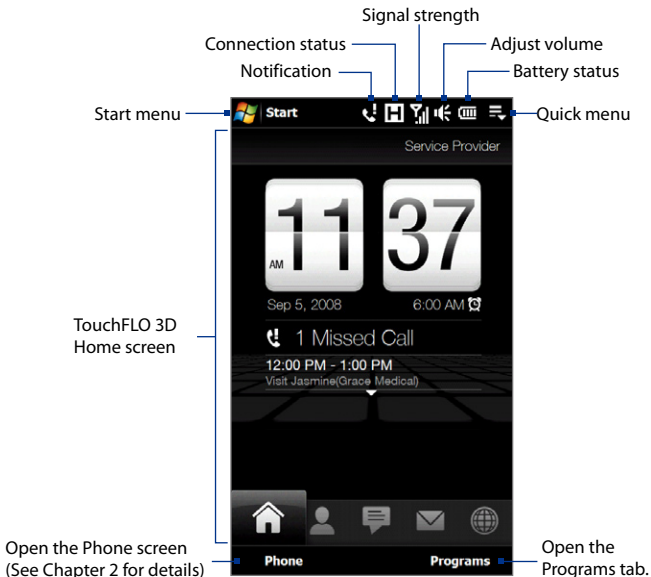 Signal strength
Connection status
Adjust volume
Notification
Battery status
Start menu
Start
H
Quick menu
Service Provider
11
37
AM
Sep 5, 2008
6:00 AM
1 Missed Call
12:00 PM - 1:00 PM
Visit Jasmine(Grace Medical)
TouchFLO 3D
Home screen
Open the Phone screen
(See Chapter 2 for details)
Phone
Programs
Open the
Programs tab.